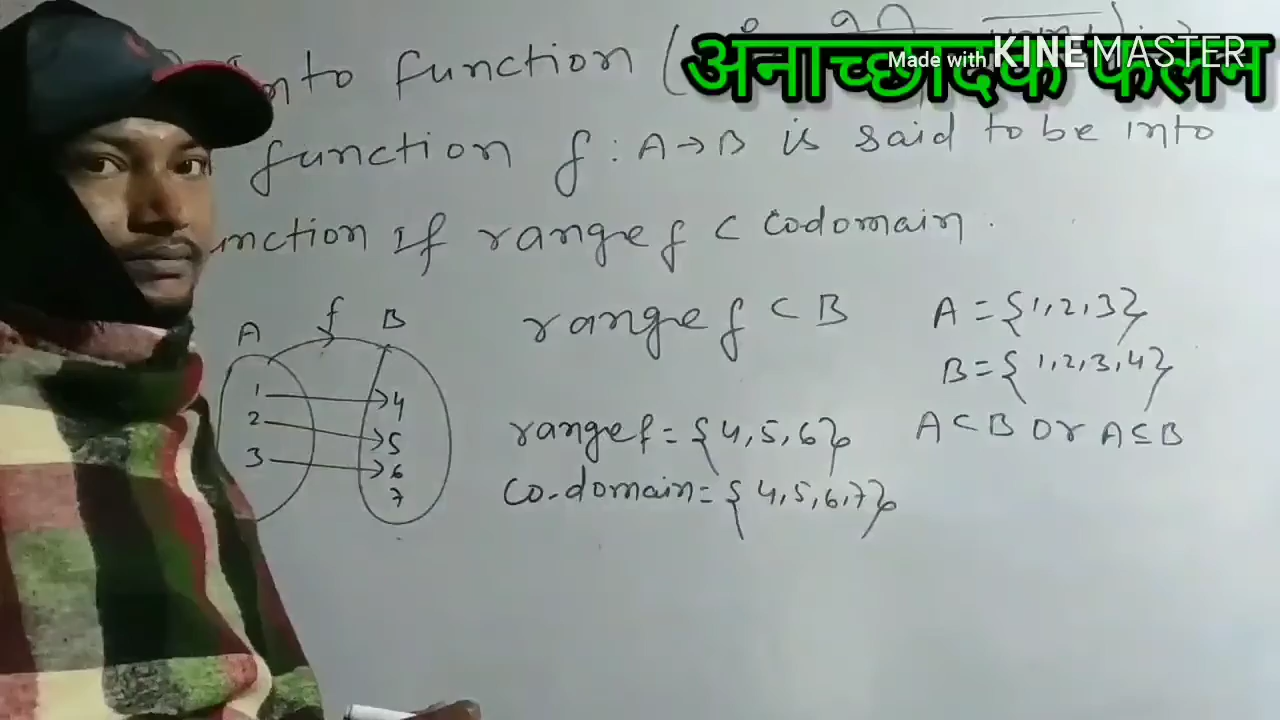 into function (
अनाच्छादक फलन
Made with KINEMASTER
function f : A → B is said to be into
nction if range f ⊂ codomain.
A f B
range f ⊂ B
A = {1,2,3}
B = {1,2,3,4}
1 4
2 5
3 6
7
range f = {4,5,6}
A ⊂ B or A ⊆ B
Co-domain = {4,5,6,7}